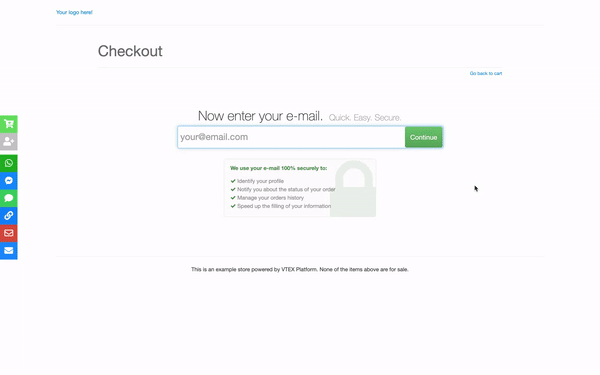 Your logo here!
Checkout
Go back to cart
Now enter your e-mail. Quick. Easy. Secure.
your@email.com
Continue
We use your e-mail 100% securely to:
Identify your profile
Notify you about the status of your order
Manage your orders history
Speed up the filling of your information
This is an example store powered by VTEX Platform. None of the items above are for sale.